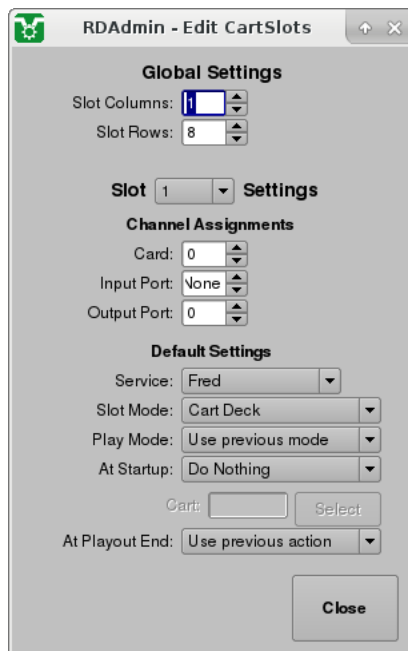 RDAdmin - Edit CartSlots
Global Settings
Slot Columns: 1
Slot Rows: 8
Slot 1 Settings
Channel Assignments
Card: 0
Input Port: None
Output Port: 0
Default Settings
Service: Fred
Slot Mode: Cart Deck
Play Mode: Use previous mode
At Startup: Do Nothing
Cart: Select
At Playout End: Use previous action
Close